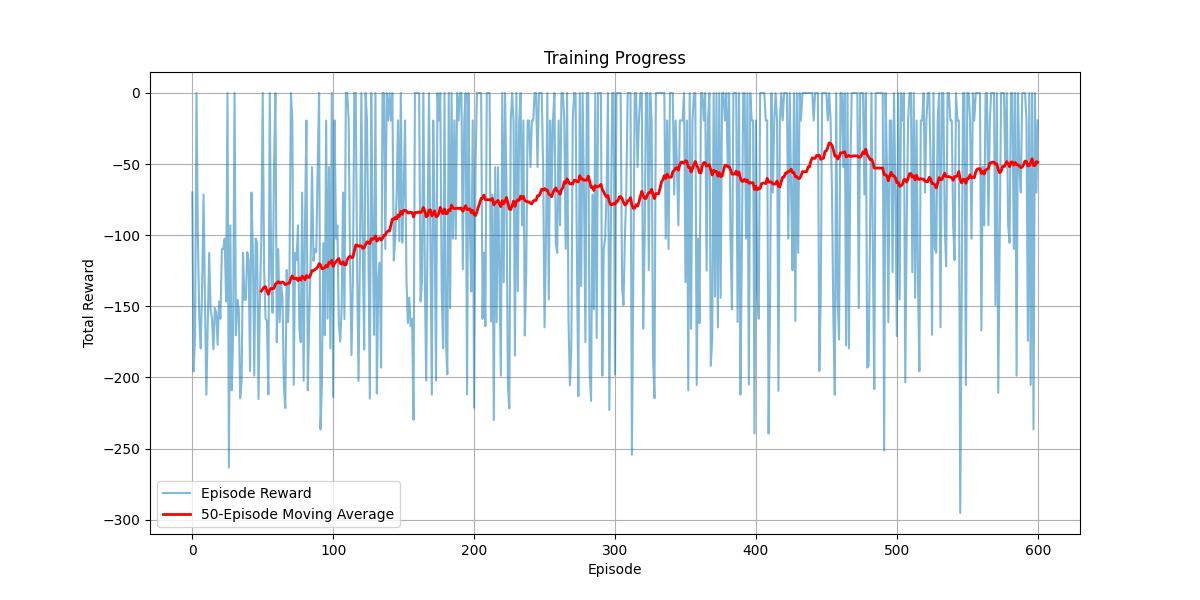 Training Progress
0
−50
−100
−150
−200
−250
−300
Total Reward
Episode Reward
50-Episode Moving Average
0 100 200 300 400 500 600
Episode